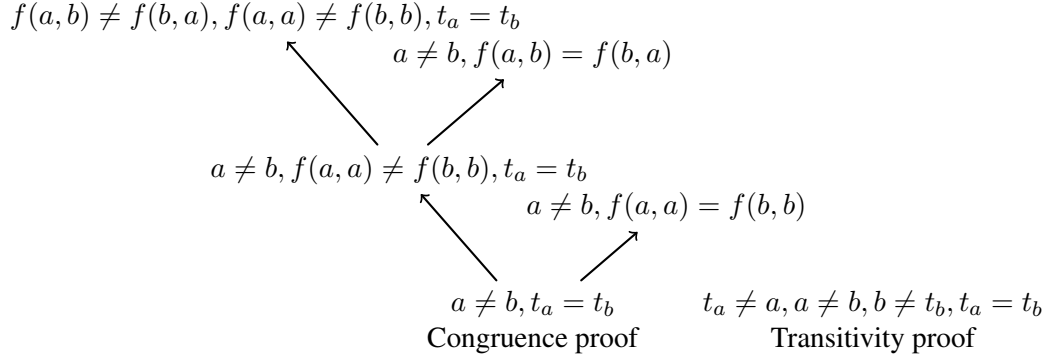 f(a, b) ≠ f(b, a), f(a, a) ≠ f(b, b), t_a = t_b
a ≠ b, f(a, b) = f(b, a)
a ≠ b, f(a, a) ≠ f(b, b), t_a = t_b
a ≠ b, f(a, a) = f(b, b)
a ≠ b, t_a = t_b
t_a ≠ a, a ≠ b, b ≠ t_b, t_a = t_b
Congruence proof
Transitivity proof